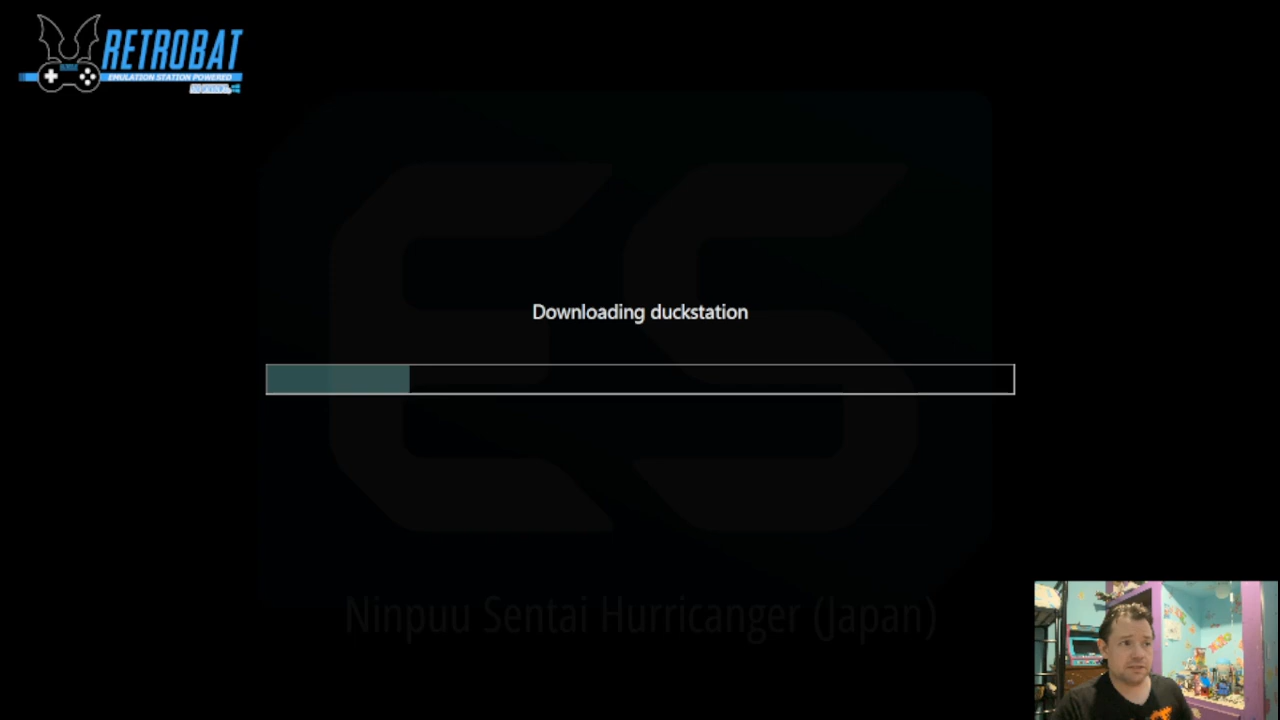 RETROBAT
EMULATION STATION POWERED
Downloading duckstation
Ninpuu Sentai Hurricanger (Japan)